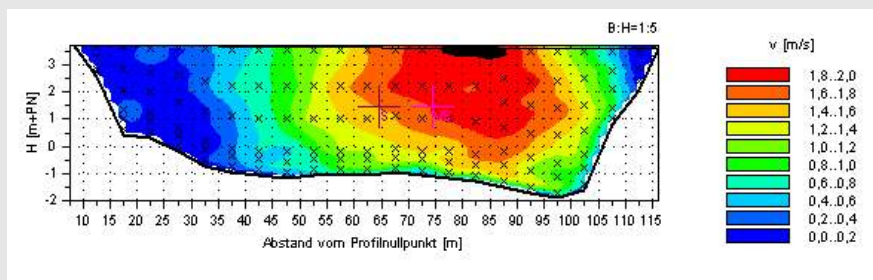 B:H=1:5
v [m/s]
H [m+PN]
3
2
1
0
-1
-2
10 15 20 25 30 35 40 45 50 55 60 65 70 75 80 85 90 95 100 105 110 115
Abstand vom Profilnullpunkt [m]
S
1,8..2,0
1,6..1,8
1,4..1,6
1,2..1,4
1,0..1,2
0,8..1,0
0,6..0,8
0,4..0,6
0,2..0,4
0,0..0,2